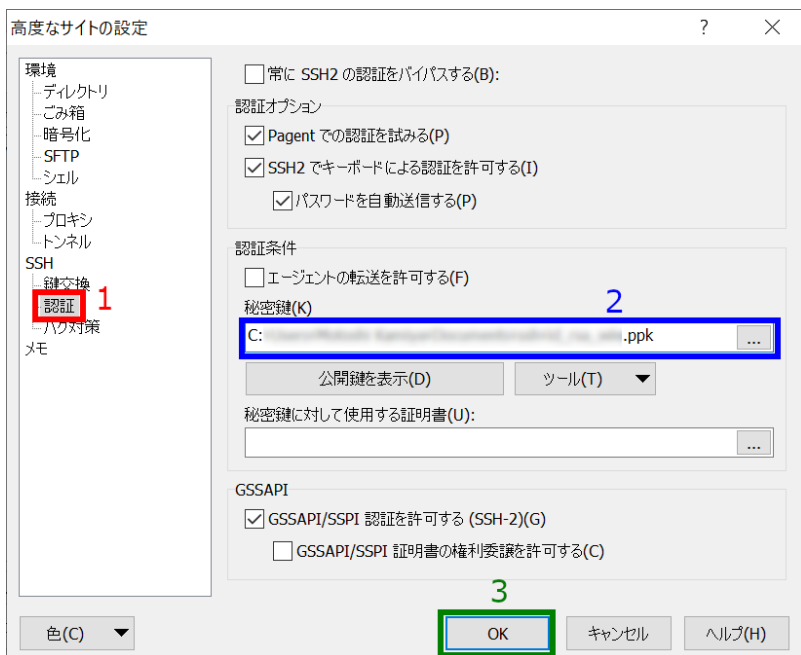 高度なサイトの設定
環境
ディレクトリ
ごみ箱
暗号化
SFTP
シェル
接続
プロキシ
トンネル
SSH
鍵交換
認証
バグ対策
メモ
1
常に SSH2 の認証をバイパスする(B):
認証オプション
Pagent での認証を試みる(P)
SSH2 でキーボードによる認証を許可する(I)
パスワードを自動送信する(P)
認証条件
エージェントの転送を許可する(F)
秘密鍵(K)
2
C: .ppk
...
公開鍵を表示(D)
ツール(T)
秘密鍵に対して使用する証明書(U):
...
GSSAPI
GSSAPI/SSPI 認証を許可する (SSH-2)(G)
GSSAPI/SSPI 証明書の権利委譲を許可する(C)
3
色(C)
OK
キャンセル
ヘルプ(H)